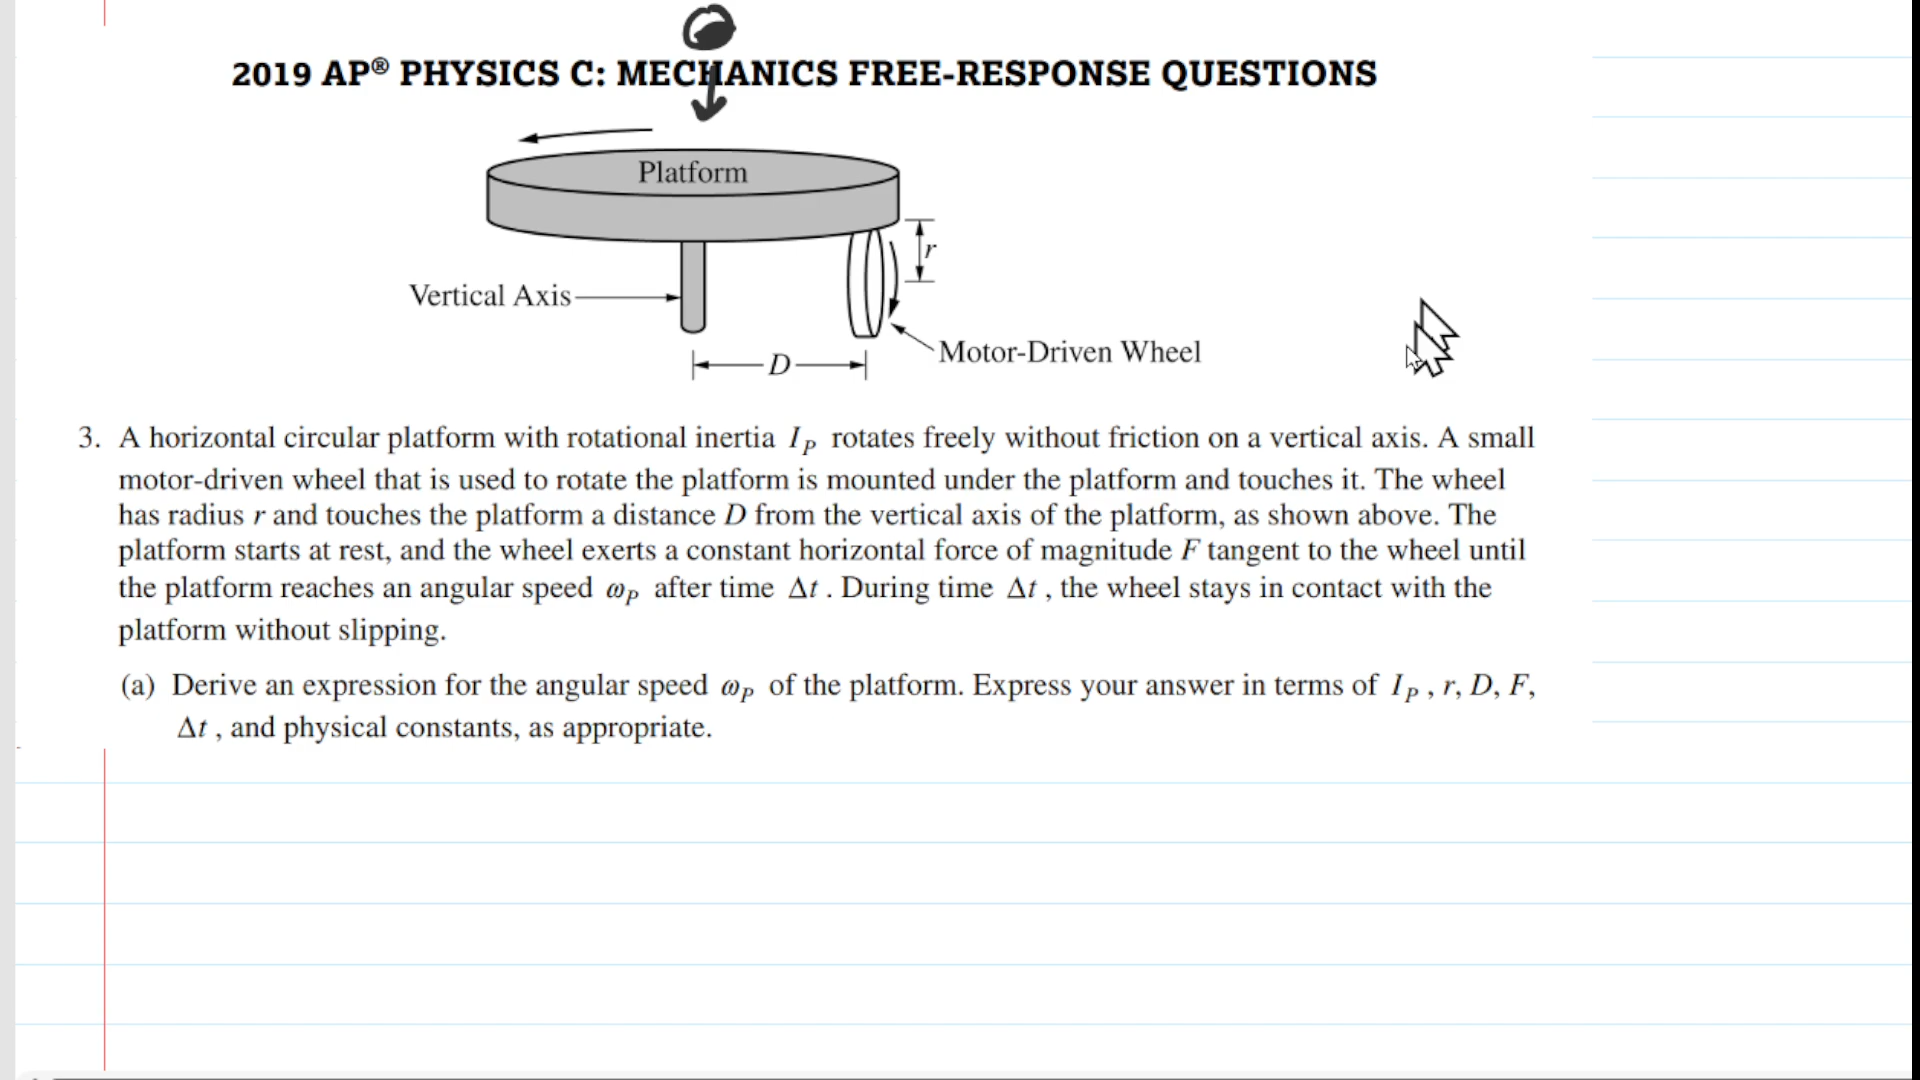 2019 AP® PHYSICS C: MECHANICS FREE-RESPONSE QUESTIONS
Platform
r
Vertical Axis
Motor-Driven Wheel
D
3. A horizontal circular platform with rotational inertia I_P rotates freely without friction on a vertical axis. A small
motor-driven wheel that is used to rotate the platform is mounted under the platform and touches it. The wheel
has radius r and touches the platform a distance D from the vertical axis of the platform, as shown above. The
platform starts at rest, and the wheel exerts a constant horizontal force of magnitude F tangent to the wheel until
the platform reaches an angular speed ω_P after time Δt . During time Δt , the wheel stays in contact with the
platform without slipping.
(a) Derive an expression for the angular speed ω_P of the platform. Express your answer in terms of I_P , r, D, F,
Δt , and physical constants, as appropriate.